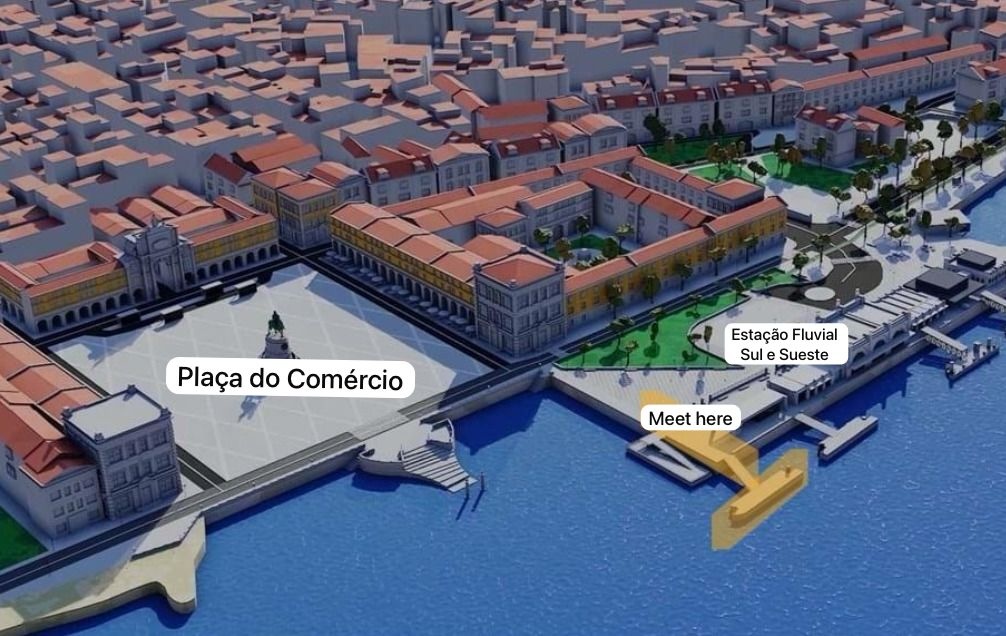 Plaça do Comércio
Estação Fluvial
Sul e Sueste
Meet here